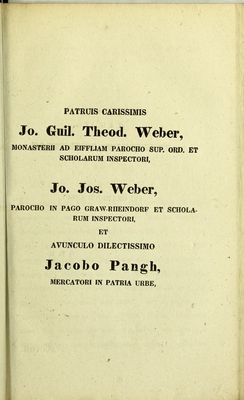 PATRUIS CARISSIMIS
Jo. Guil. Theod. Weber,
MONASTERII AD EIFFLIAM PAROCHO SUP. ORD. ET
SCHOLARUM INSPECTORI,
Jo. Jos. Weber,
PAROCHO IN PAGO GRAW-RHEINDORF ET SCHOLA-
RUM INSPECTORI,
ET
AVUNCULO DILECTISSIMO
Jacobo Pangh,
MERCATORI IN PATRIA URBE,